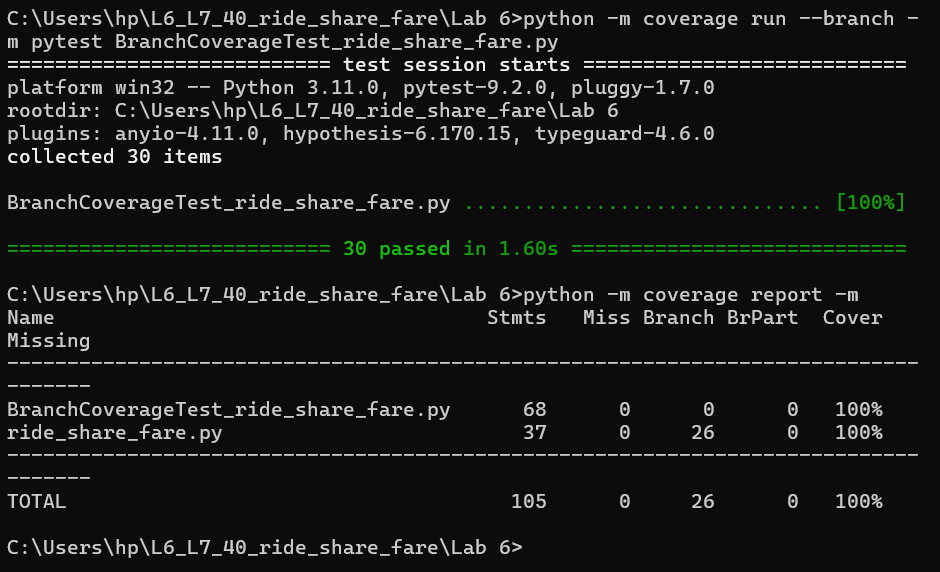 C:\Users\hp\L6_L7_40_ride_share_fare\Lab 6>python -m coverage run --branch -
m pytest BranchCoverageTest_ride_share_fare.py
=========================== test session starts ===========================
platform win32 -- Python 3.11.0, pytest-9.2.0, pluggy-1.7.0
rootdir: C:\Users\hp\L6_L7_40_ride_share_fare\Lab 6
plugins: anyio-4.11.0, hypothesis-6.170.15, typeguard-4.6.0
collected 30 items

BranchCoverageTest_ride_share_fare.py .............................. [100%]

=========================== 30 passed in 1.60s ============================

C:\Users\hp\L6_L7_40_ride_share_fare\Lab 6>python -m coverage report -m
Name                                    Stmts   Miss Branch BrPart  Cover
Missing
----------------------------------------------------------------------------
-------
BranchCoverageTest_ride_share_fare.py      68      0      0      0   100%
ride_share_fare.py                         37      0     26      0   100%
----------------------------------------------------------------------------
-------
TOTAL                                     105      0     26      0   100%

C:\Users\hp\L6_L7_40_ride_share_fare\Lab 6>